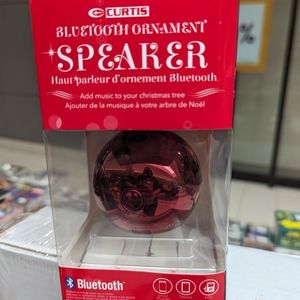 CURTIS
BLUETOOTH ORNAMENT
SPEAKER
Haut parleur d'ornement Bluetooth
Add music to your christmas tree
Ajouter de la musique à votre arbre de Noël
Bluetooth
%